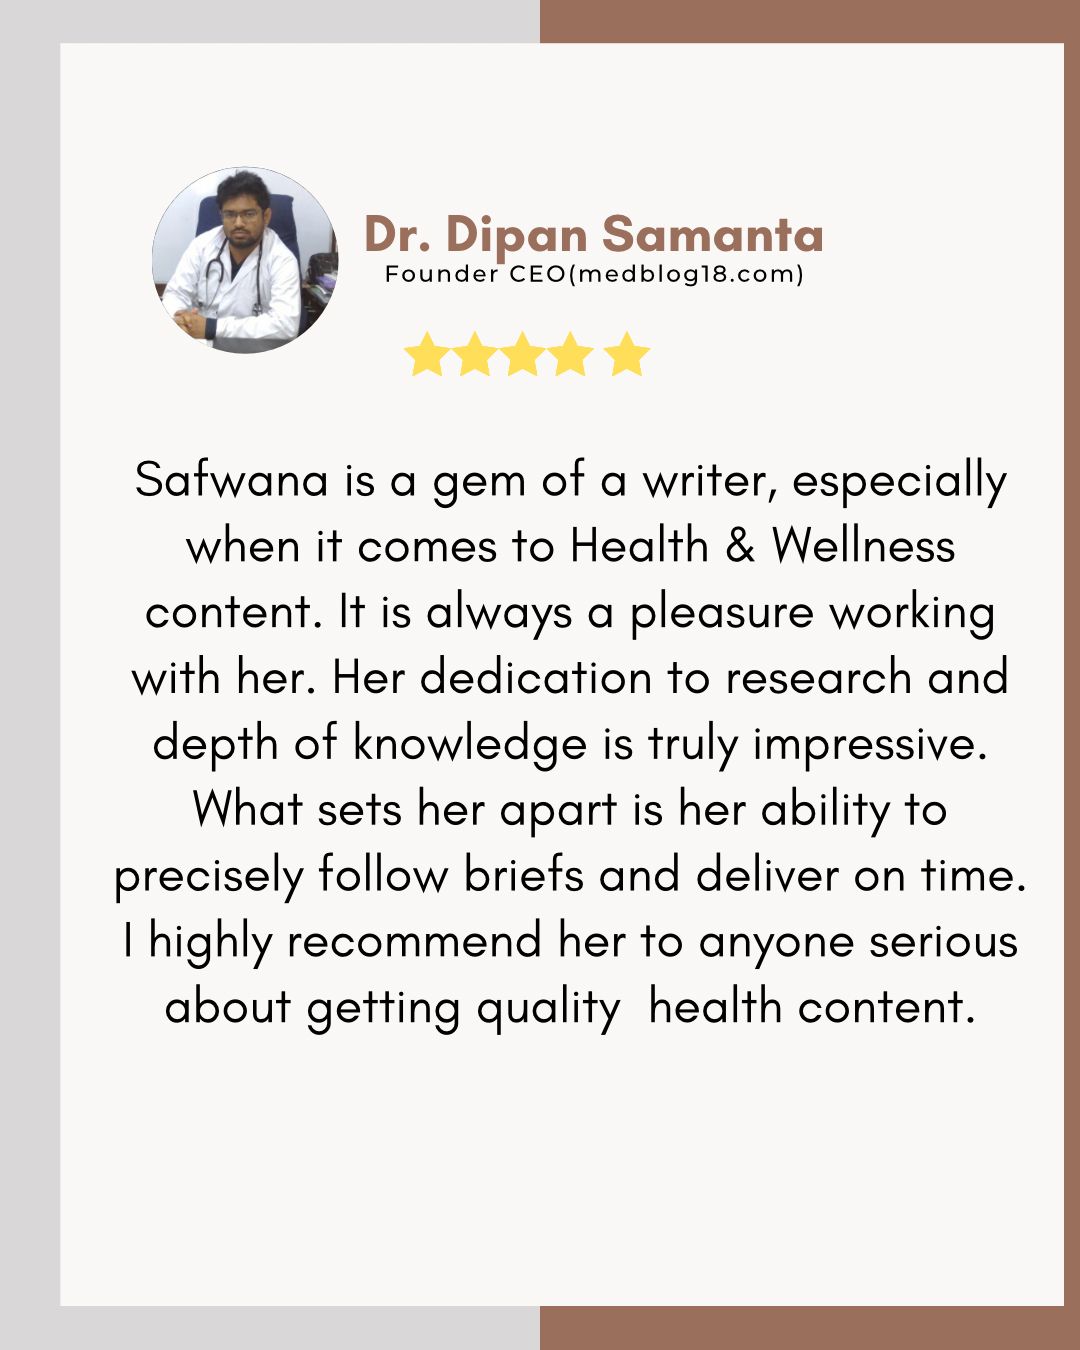 Dr. Dipan Samanta
Founder CEO(medblog18.com)
Safwana is a gem of a writer, especially
when it comes to Health & Wellness
content. It is always a pleasure working
with her. Her dedication to research and
depth of knowledge is truly impressive.
What sets her apart is her ability to
precisely follow briefs and deliver on time.
I highly recommend her to anyone serious
about getting quality  health content.